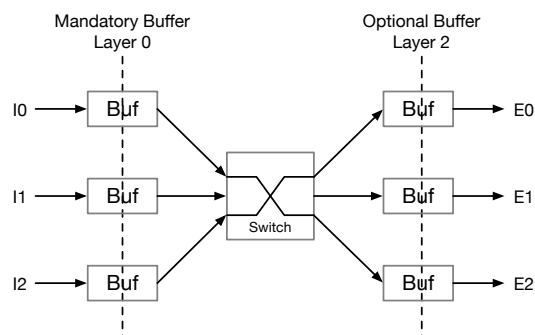 Mandatory Buffer
Layer 0
Optional Buffer
Layer 2
I0
Buf
Buf
E0
I1
Buf
Switch
Buf
E1
I2
Buf
Buf
E2